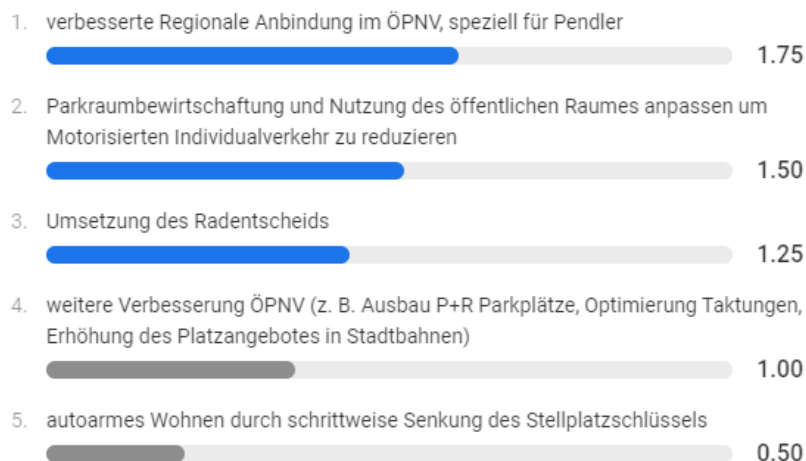 1. verbesserte Regionale Anbindung im ÖPNV, speziell für Pendler
1.75
2. Parkraumbewirtschaftung und Nutzung des öffentlichen Raumes anpassen um
Motorisierten Individualverkehr zu reduzieren
1.50
3. Umsetzung des Radentscheids
1.25
4. weitere Verbesserung ÖPNV (z. B. Ausbau P+R Parkplätze, Optimierung Taktungen,
Erhöhung des Platzangebotes in Stadtbahnen)
1.00
5. autoarmes Wohnen durch schrittweise Senkung des Stellplatzschlüssels
0.50